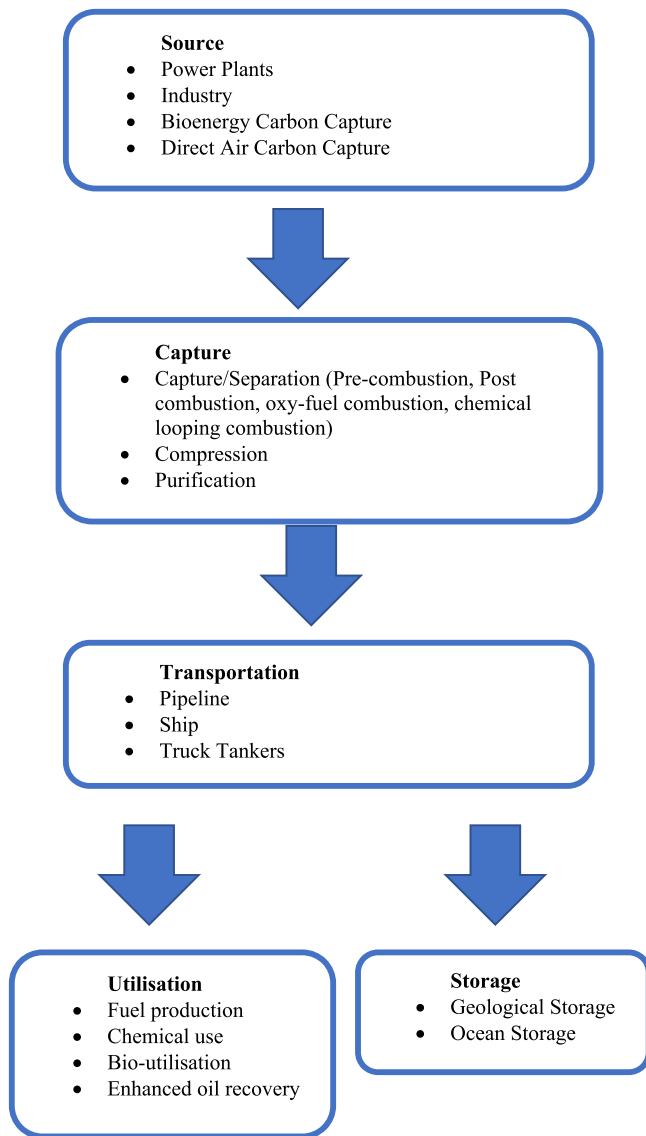 Source
• Power Plants
• Industry
• Bioenergy Carbon Capture
• Direct Air Carbon Capture
Capture
• Capture/Separation (Pre-combustion, Post
combustion, oxy-fuel combustion, chemical
looping combustion)
• Compression
• Purification
Transportation
• Pipeline
• Ship
• Truck Tankers
Utilisation
• Fuel production
• Chemical use
• Bio-utilisation
• Enhanced oil recovery
Storage
• Geological Storage
• Ocean Storage